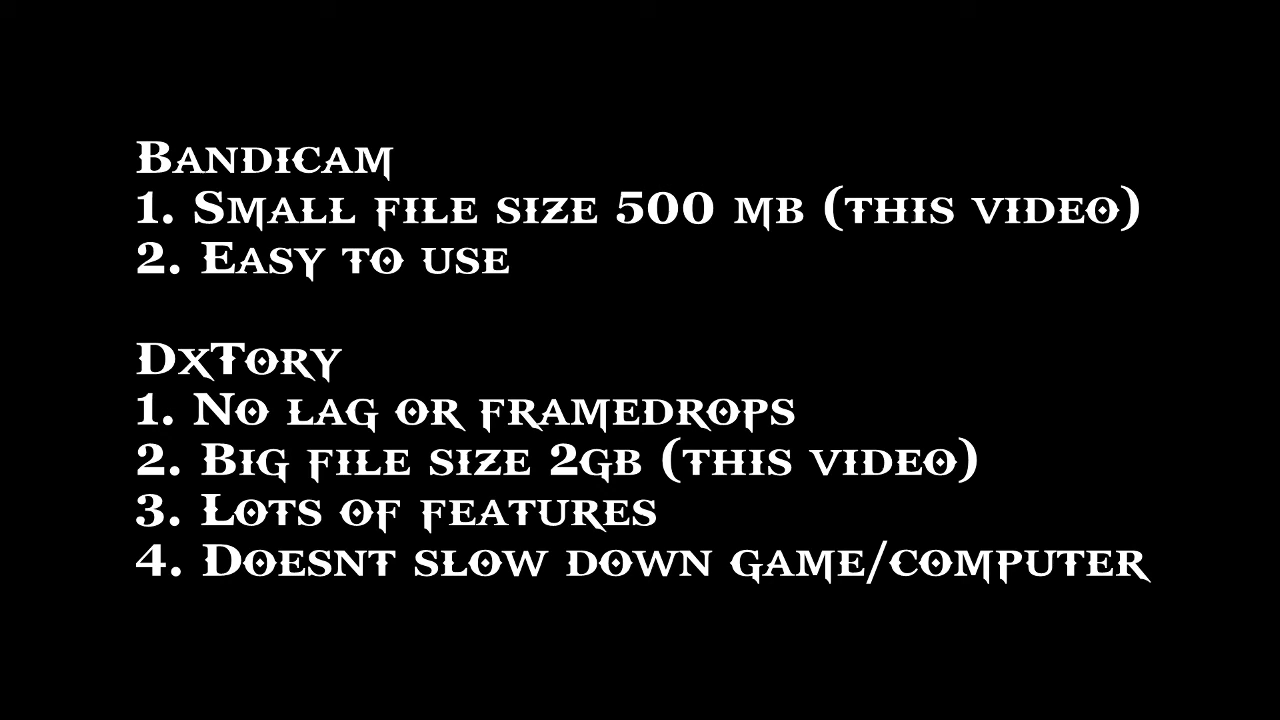 Bandicam
1. Small file size 500 mb (this video)
2. Easy to use
DxTory
1. No lag or framedrops
2. Big file size 2gb (this video)
3. Lots of features
4. Doesnt slow down game/computer